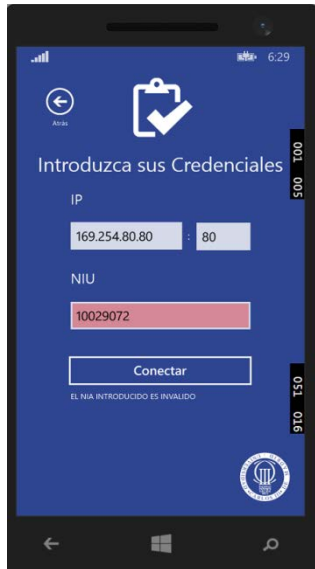 6:29
Atrás
Introduzca sus Credenciales
IP
169.254.80.80 : 80
NIU
10029072
Conectar
EL NIA INTRODUCIDO ES INVALIDO
001 005
051 016